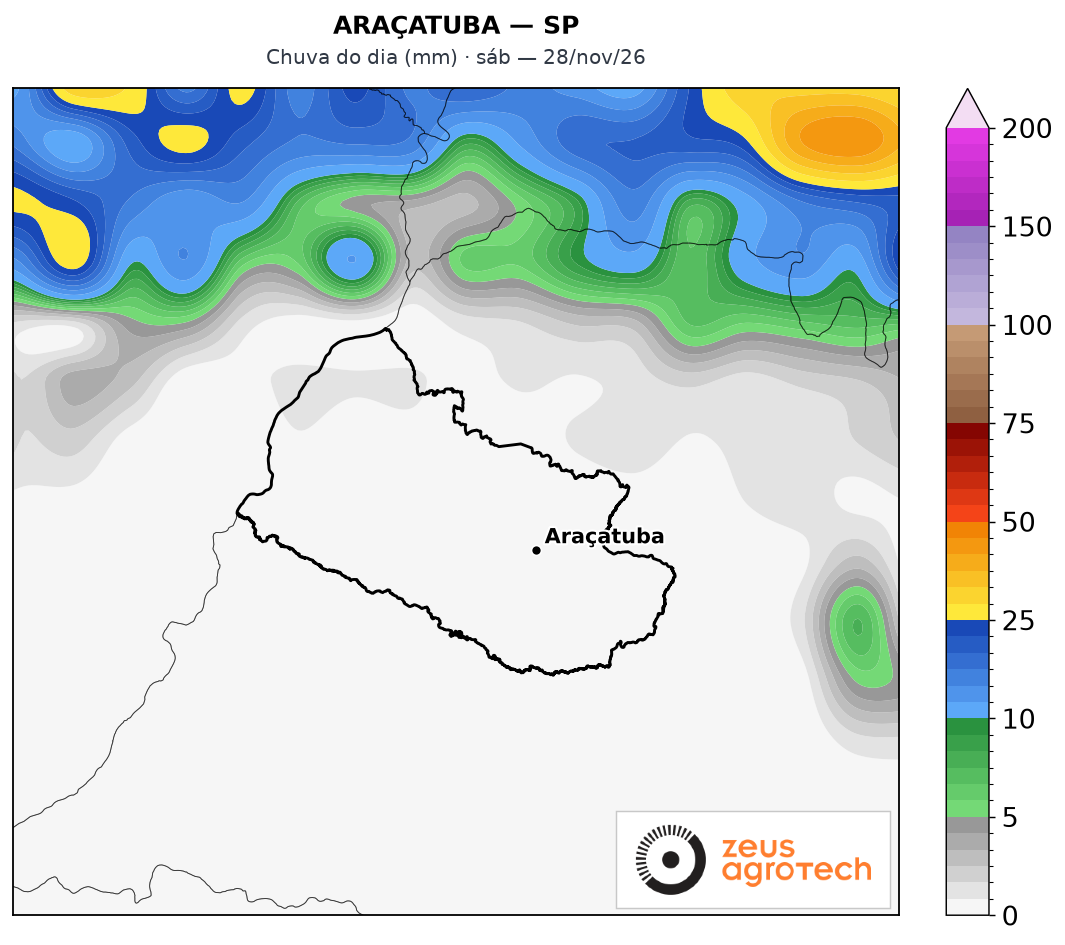 ARAÇATUBA — SP
Chuva do dia (mm) · sáb — 28/nov/26
200
150
100
75
50
25
10
5
0
Araçatuba
zeus
agrotech